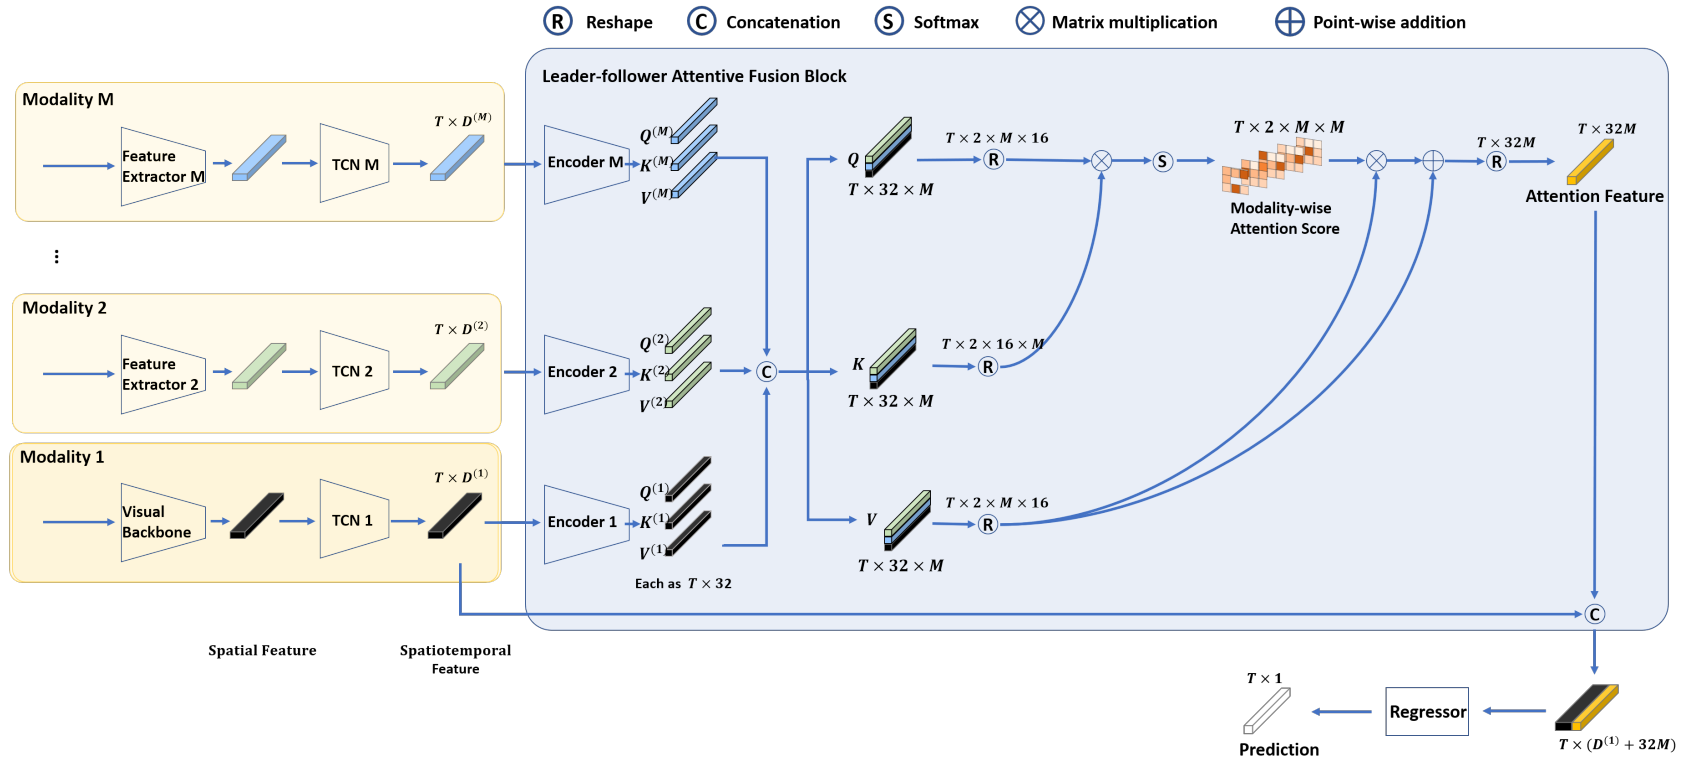 R Reshape C Concatenation S Softmax Matrix multiplication Point-wise addition
Leader-follower Attentive Fusion Block
Modality M
T × D^(M)
Feature
Extractor M
TCN M
Encoder M
Q^(M)
K^(M)
V^(M)
Q
T × 32 × M
T × 2 × M × 16
R
S
T × 2 × M × M
Modality-wise
Attention Score
T × 32M
R
T × 32M
Attention Feature
⋮
Modality 2
T × D^(2)
Feature
Extractor 2
TCN 2
Encoder 2
Q^(2)
K^(2)
V^(2)
C
K
T × 32 × M
T × 2 × 16 × M
R
Modality 1
T × D^(1)
Visual
Backbone
TCN 1
Encoder 1
Q^(1)
K^(1)
V^(1)
Each as T × 32
V
T × 32 × M
T × 2 × M × 16
R
C
Spatial Feature
Spatiotemporal
Feature
T × 1
Prediction
Regressor
T × (D^(1) + 32M)